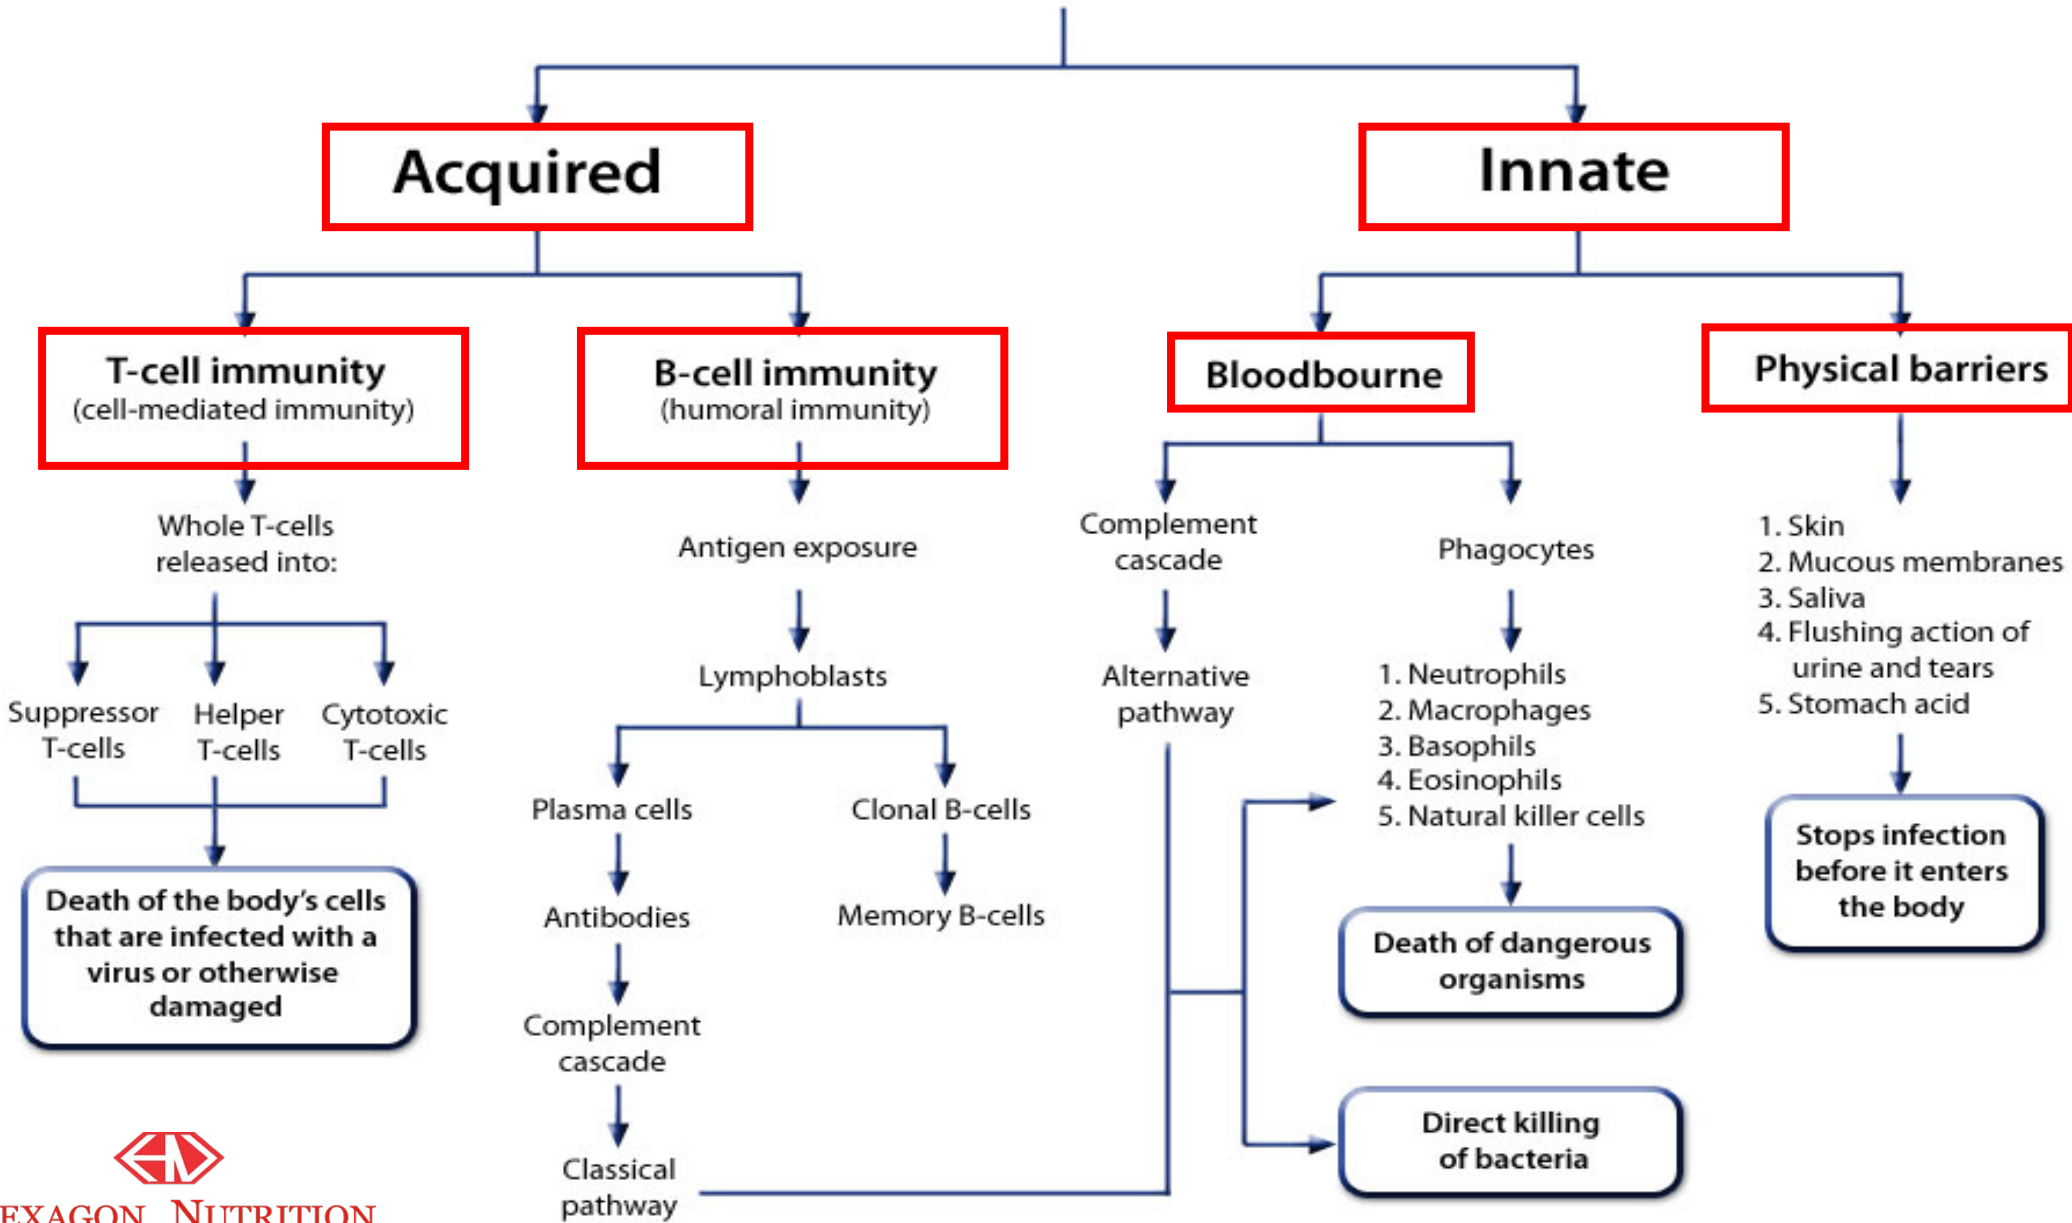 Acquired
Innate
T-cell immunity
(cell-mediated immunity)
B-cell immunity
(humoral immunity)
Bloodbourne
Physical barriers
Whole T-cells
released into:
Suppressor
T-cells
Helper
T-cells
Cytotoxic
T-cells
Death of the body's cells
that are infected with a
virus or otherwise
damaged
Antigen exposure
Lymphoblasts
Plasma cells
Clonal B-cells
Antibodies
Memory B-cells
Complement
cascade
Classical
pathway
Complement
cascade
Alternative
pathway
Phagocytes
1. Neutrophils
2. Macrophages
3. Basophils
4. Eosinophils
5. Natural killer cells
Death of dangerous
organisms
Direct killing
of bacteria
1. Skin
2. Mucous membranes
3. Saliva
4. Flushing action of
urine and tears
5. Stomach acid
Stops infection
before it enters
the body
EXAGON NUTRITION